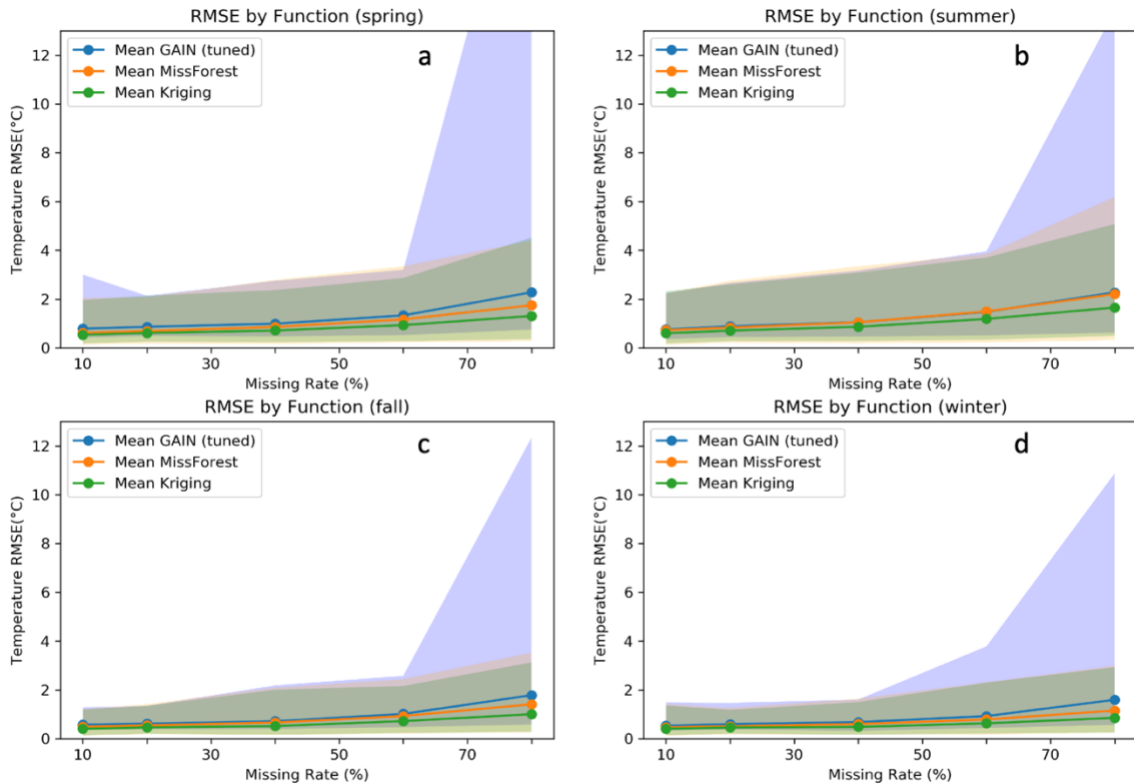 RMSE by Function (spring)
a
Mean GAIN (tuned)
Mean MissForest
Mean Kriging
Temperature RMSE(°C)
12
10
8
6
4
2
0
10
30
50
70
Missing Rate (%)
RMSE by Function (summer)
b
Mean GAIN (tuned)
Mean MissForest
Mean Kriging
Temperature RMSE(°C)
12
10
8
6
4
2
0
10
30
50
70
Missing Rate (%)
RMSE by Function (fall)
c
Mean GAIN (tuned)
Mean MissForest
Mean Kriging
Temperature RMSE(°C)
12
10
8
6
4
2
0
10
30
50
70
Missing Rate (%)
RMSE by Function (winter)
d
Mean GAIN (tuned)
Mean MissForest
Mean Kriging
Temperature RMSE(°C)
12
10
8
6
4
2
0
10
30
50
70
Missing Rate (%)